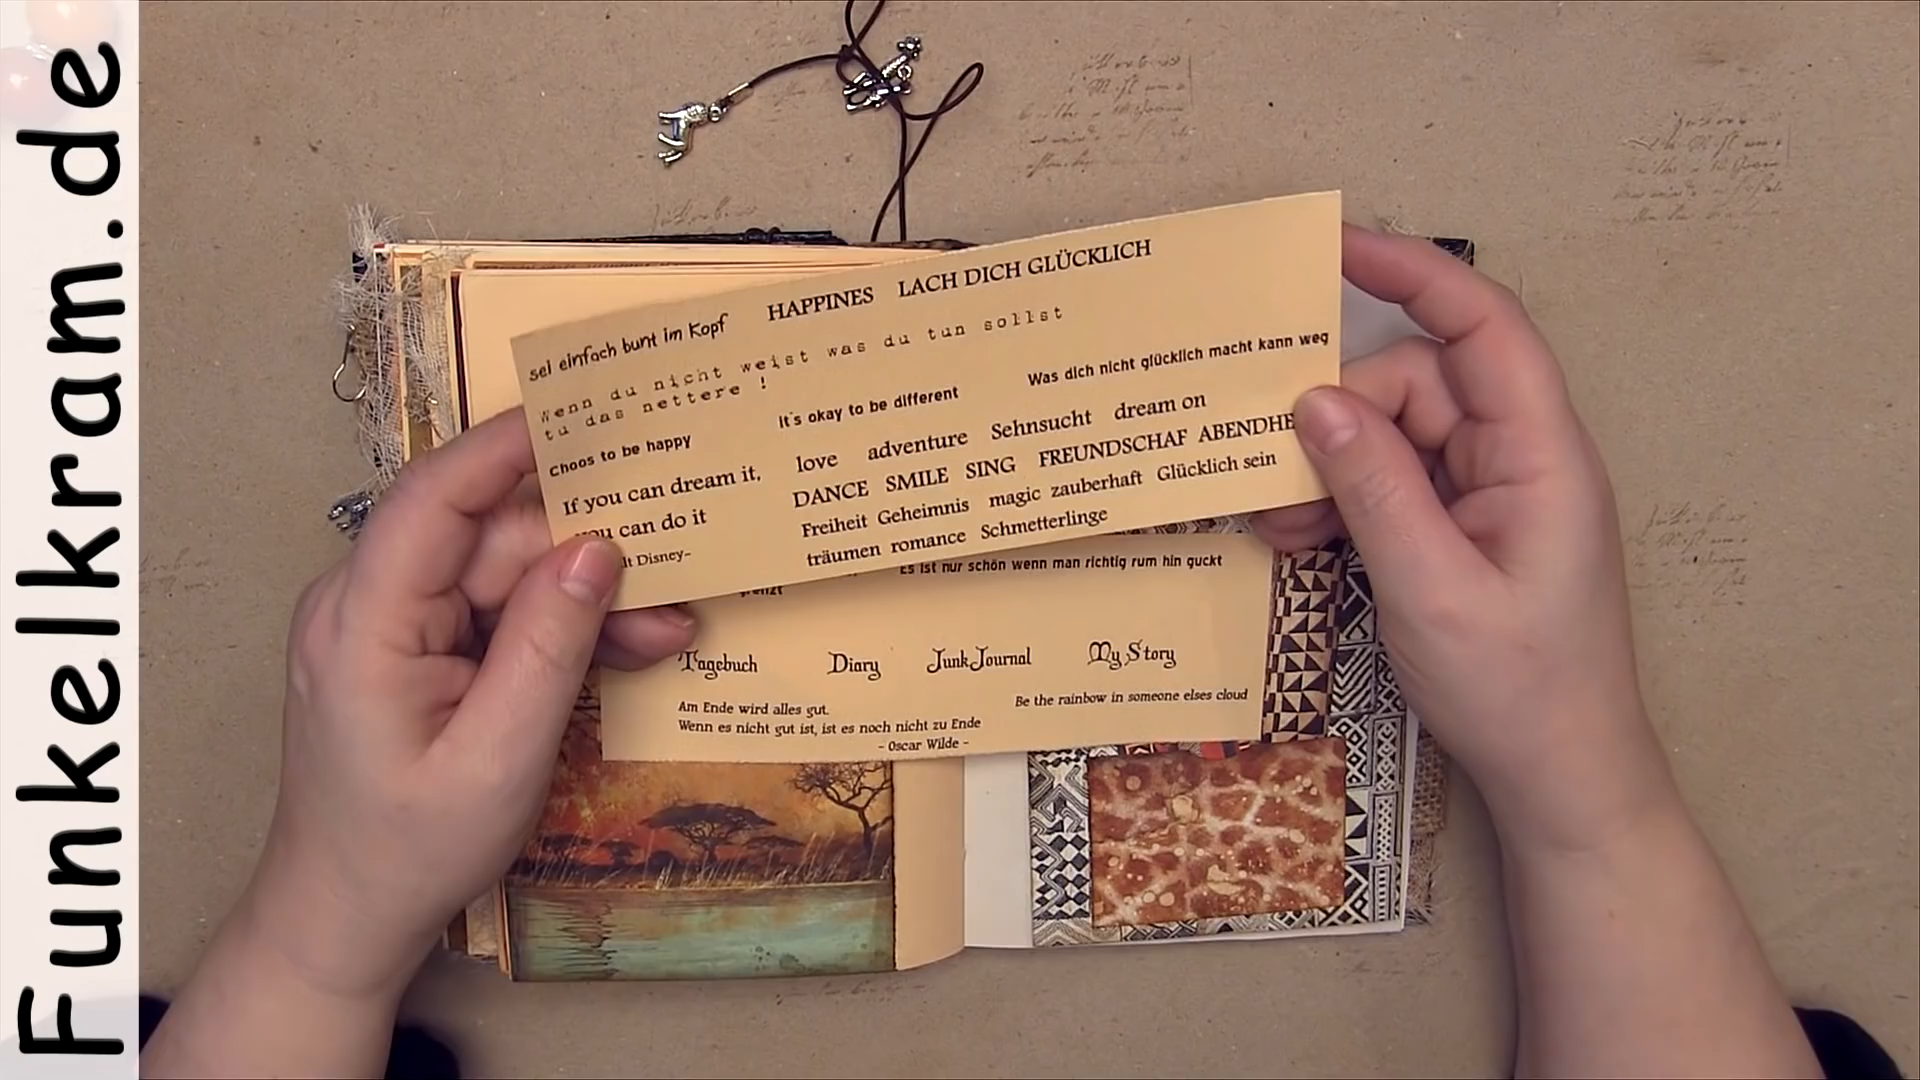 Funkelkram.de
sei einfach bunt im Kopf
HAPPINES LACH DICH GLÜCKLICH
Wenn du nicht weist was du tun sollst
tu das nettere !
Choos to be happy
It's okay to be different
Was dich nicht glücklich macht kann weg
If you can dream it,
you can do it
Disney-
love adventure Sehnsucht dream on
DANCE SMILE SING FREUNDSCHAF ABENDHE
Freiheit Geheimnis magic zauberhaft Glücklich sein
träumen romance Schmetterlinge
Es ist nur schön wenn man richtig rum hin guckt
Tagebuch Diary JunkJournal My Story
Am Ende wird alles gut.
Wenn es nicht gut ist, ist es noch nicht zu Ende
- Oscar Wilde -
Be the rainbow in someone elses cloud